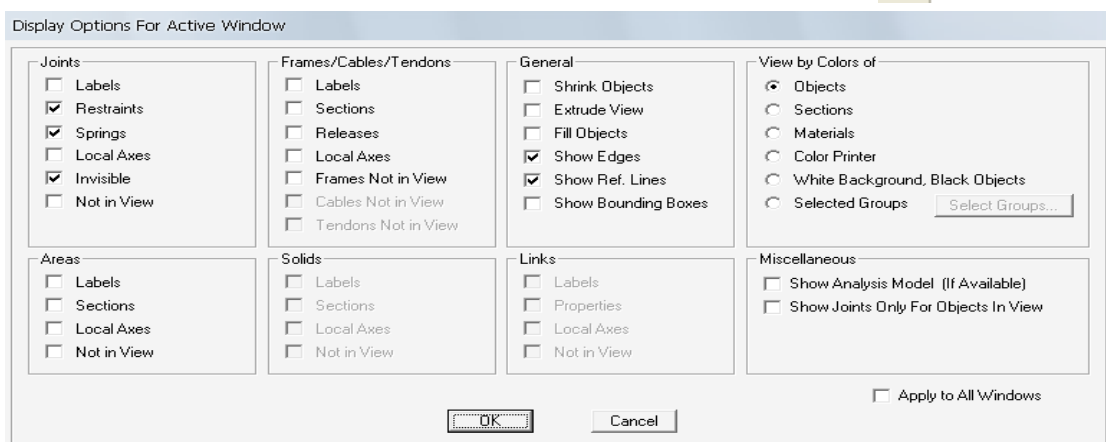 Display Options For Active Window
Joints
Labels
Restraints
Springs
Local Axes
Invisible
Not in View
Frames/Cables/Tendons
Labels
Sections
Releases
Local Axes
Frames Not in View
Cables Not in View
Tendons Not in View
General
Shrink Objects
Extrude View
Fill Objects
Show Edges
Show Ref. Lines
Show Bounding Boxes
View by Colors of
Objects
Sections
Materials
Color Printer
White Background, Black Objects
Selected Groups
Select Groups...
Areas
Labels
Sections
Local Axes
Not in View
Solids
Labels
Sections
Local Axes
Not in View
Links
Labels
Properties
Local Axes
Not in View
Miscellaneous
Show Analysis Model (If Available)
Show Joints Only For Objects In View
Apply to All Windows
OK
Cancel